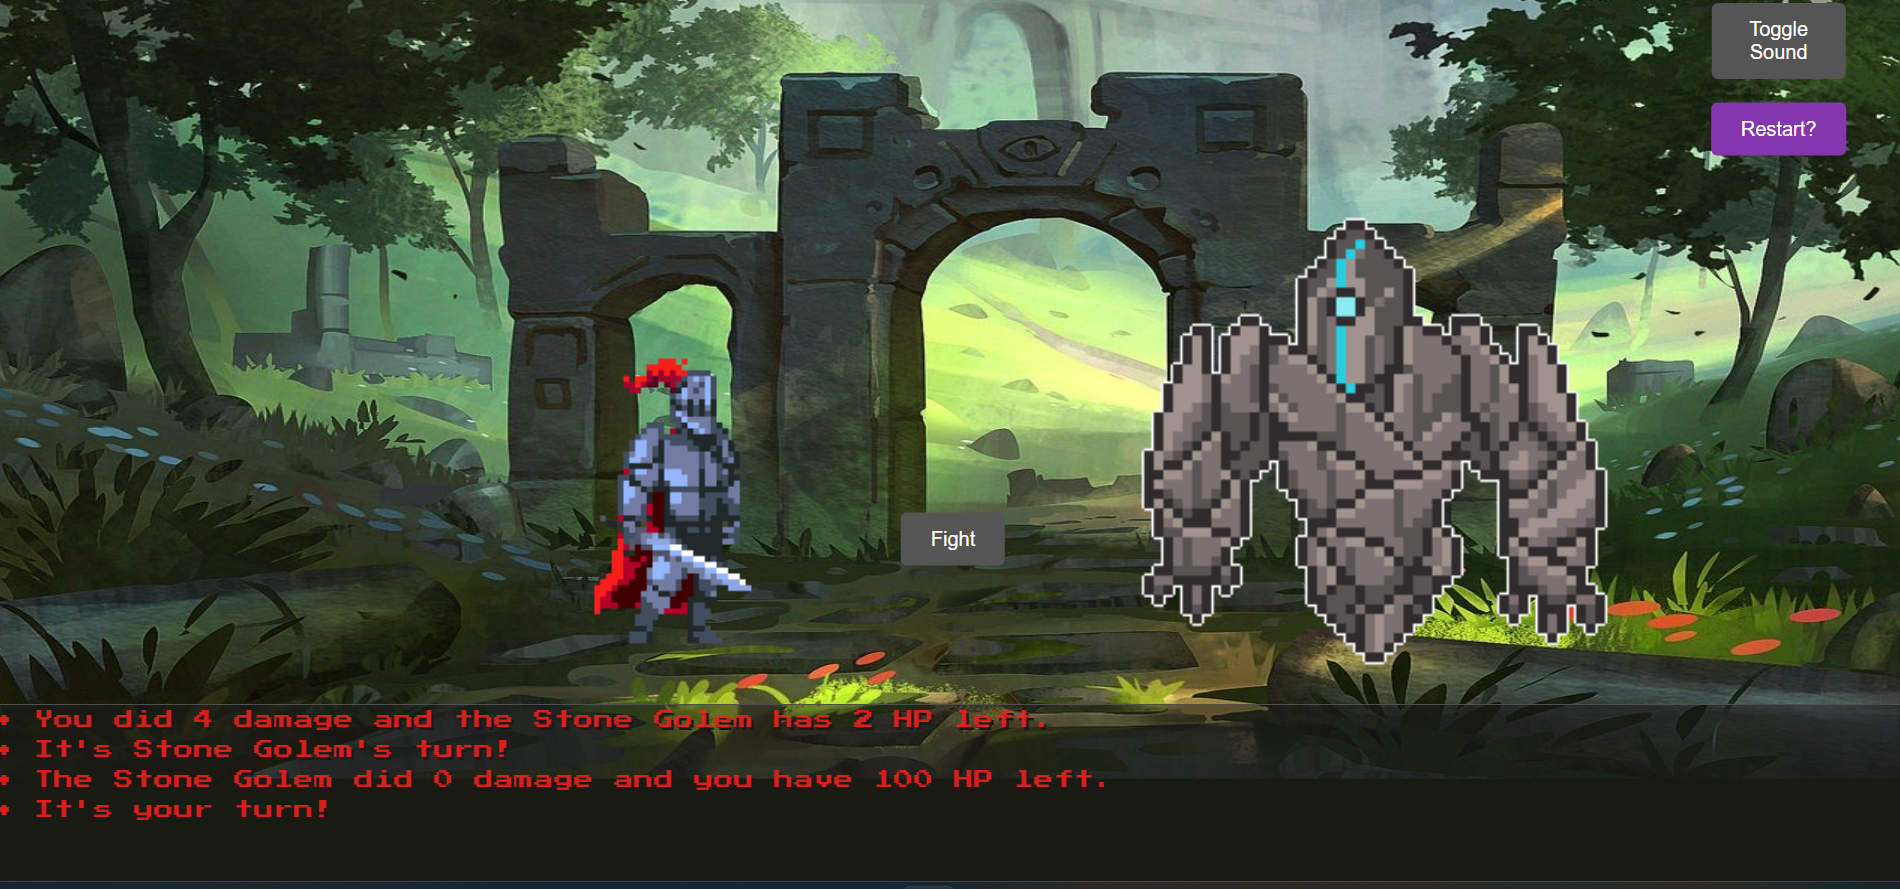 Toggle
Sound
Restart?
Fight
You did 4 damage and the Stone Golem has 2 HP left.
It's Stone Golem's turn!
The Stone Golem did 0 damage and you have 100 HP left.
It's your turn!